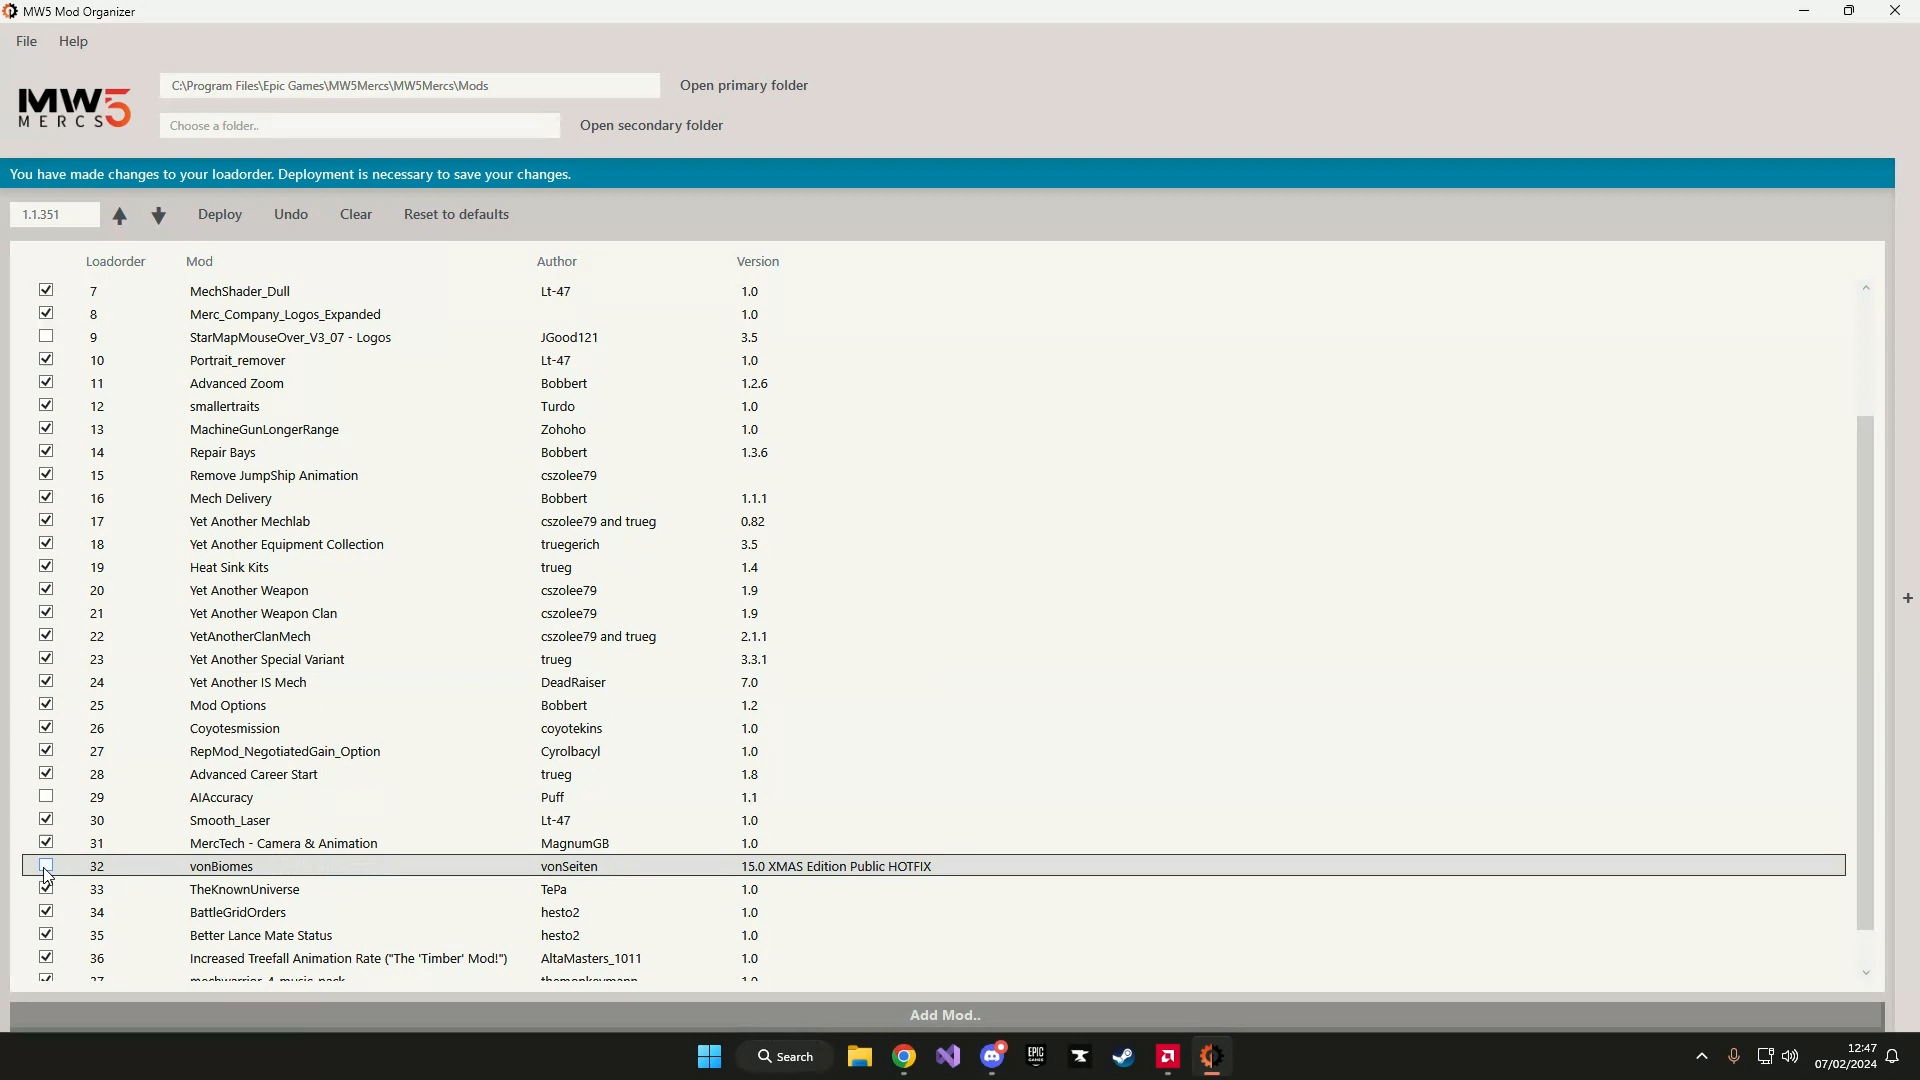 MW5 Mod Organizer
File Help
MW5 MERCS
C:\Program Files\Epic Games\MW5Mercs\MW5Mercs\Mods Open primary folder
Choose a folder.. Open secondary folder
You have made changes to your loadorder. Deployment is necessary to save your changes.
1.1.351 Deploy Undo Clear Reset to defaults
Loadorder Mod Author Version
7 MechShader_Dull Lt-47 1.0
8 Merc_Company_Logos_Expanded 1.0
9 StarMapMouseOver_V3_07 - Logos JGood121 3.5
10 Portrait_remover Lt-47 1.0
11 Advanced Zoom Bobbert 1.2.6
12 smallertraits Turdo 1.0
13 MachineGunLongerRange Zohoho 1.0
14 Repair Bays Bobbert 1.3.6
15 Remove JumpShip Animation cszolee79
16 Mech Delivery Bobbert 1.1.1
17 Yet Another Mechlab cszolee79 and trueg 0.82
18 Yet Another Equipment Collection truegerich 3.5
19 Heat Sink Kits trueg 1.4
20 Yet Another Weapon cszolee79 1.9
21 Yet Another Weapon Clan cszolee79 1.9
22 YetAnotherClanMech cszolee79 and trueg 2.1.1
23 Yet Another Special Variant trueg 3.3.1
24 Yet Another IS Mech DeadRaiser 7.0
25 Mod Options Bobbert 1.2
26 Coyotesmission coyotekins 1.0
27 RepMod_NegotiatedGain_Option Cyrolbacyl 1.0
28 Advanced Career Start trueg 1.8
29 AIAccuracy Puff 1.1
30 Smooth_Laser Lt-47 1.0
31 MercTech - Camera & Animation MagnumGB 1.0
32 vonBiomes vonSeiten 15.0 XMAS Edition Public HOTFIX
33 TheKnownUniverse TePa 1.0
34 BattleGridOrders hesto2 1.0
35 Better Lance Mate Status hesto2 1.0
36 Increased Treefall Animation Rate ("The 'Timber' Mod!") AltaMasters_1011 1.0
37 mechwarrior_4_music_pack themonkeymann 1.0
Add Mod..
Search
EPIC GAMES
12:47
07/02/2024